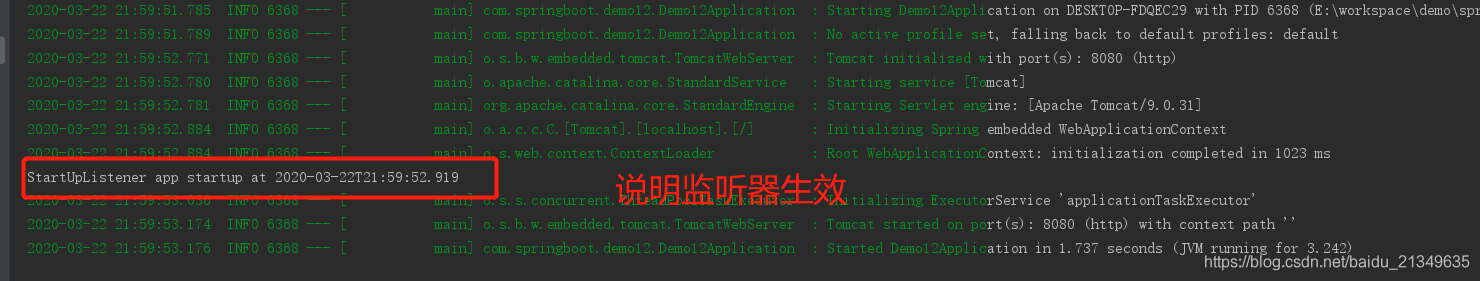 2020-03-22 21:59:51.785  INFO 6368 --- [           main] com.springboot.demo12.Demo12Application  : Starting Demo12Application on DESKTOP-FDQEC29 with PID 6368 (E:\workspace\demo\spr
2020-03-22 21:59:51.789  INFO 6368 --- [           main] com.springboot.demo12.Demo12Application  : No active profile set, falling back to default profiles: default
2020-03-22 21:59:52.771  INFO 6368 --- [           main] o.s.b.w.embedded.tomcat.TomcatWebServer  : Tomcat initialized with port(s): 8080 (http)
2020-03-22 21:59:52.780  INFO 6368 --- [           main] o.apache.catalina.core.StandardService   : Starting service [Tomcat]
2020-03-22 21:59:52.781  INFO 6368 --- [           main] org.apache.catalina.core.StandardEngine  : Starting Servlet engine: [Apache Tomcat/9.0.31]
2020-03-22 21:59:52.884  INFO 6368 --- [           main] o.a.c.c.C.[Tomcat].[localhost].[/]       : Initializing Spring embedded WebApplicationContext
2020-03-22 21:59:52.884  INFO 6368 --- [           main] o.s.web.context.ContextLoader            : Root WebApplicationContext: initialization completed in 1023 ms
StartUpListener app startup at 2020-03-22T21:59:52.919
说明监听器生效
2020-03-22 21:59:53.036  INFO 6368 --- [           main] o.s.s.concurrent.ThreadPoolTaskExecutor  : Initializing ExecutorService 'applicationTaskExecutor'
2020-03-22 21:59:53.174  INFO 6368 --- [           main] o.s.b.w.embedded.tomcat.TomcatWebServer  : Tomcat started on port(s): 8080 (http) with context path ''
2020-03-22 21:59:53.176  INFO 6368 --- [           main] com.springboot.demo12.Demo12Application  : Started Demo12Application in 1.737 seconds (JVM running for 3.242)
https://blog.csdn.net/baidu_21349635